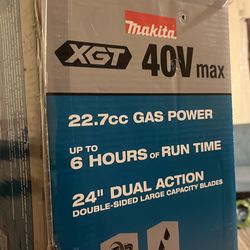 makita
XGT 40V max
22.7cc GAS POWER
UP TO
6 HOURS OF RUN TIME
24" DUAL ACTION
DOUBLE-SIDED LARGE CAPACITY BLADES